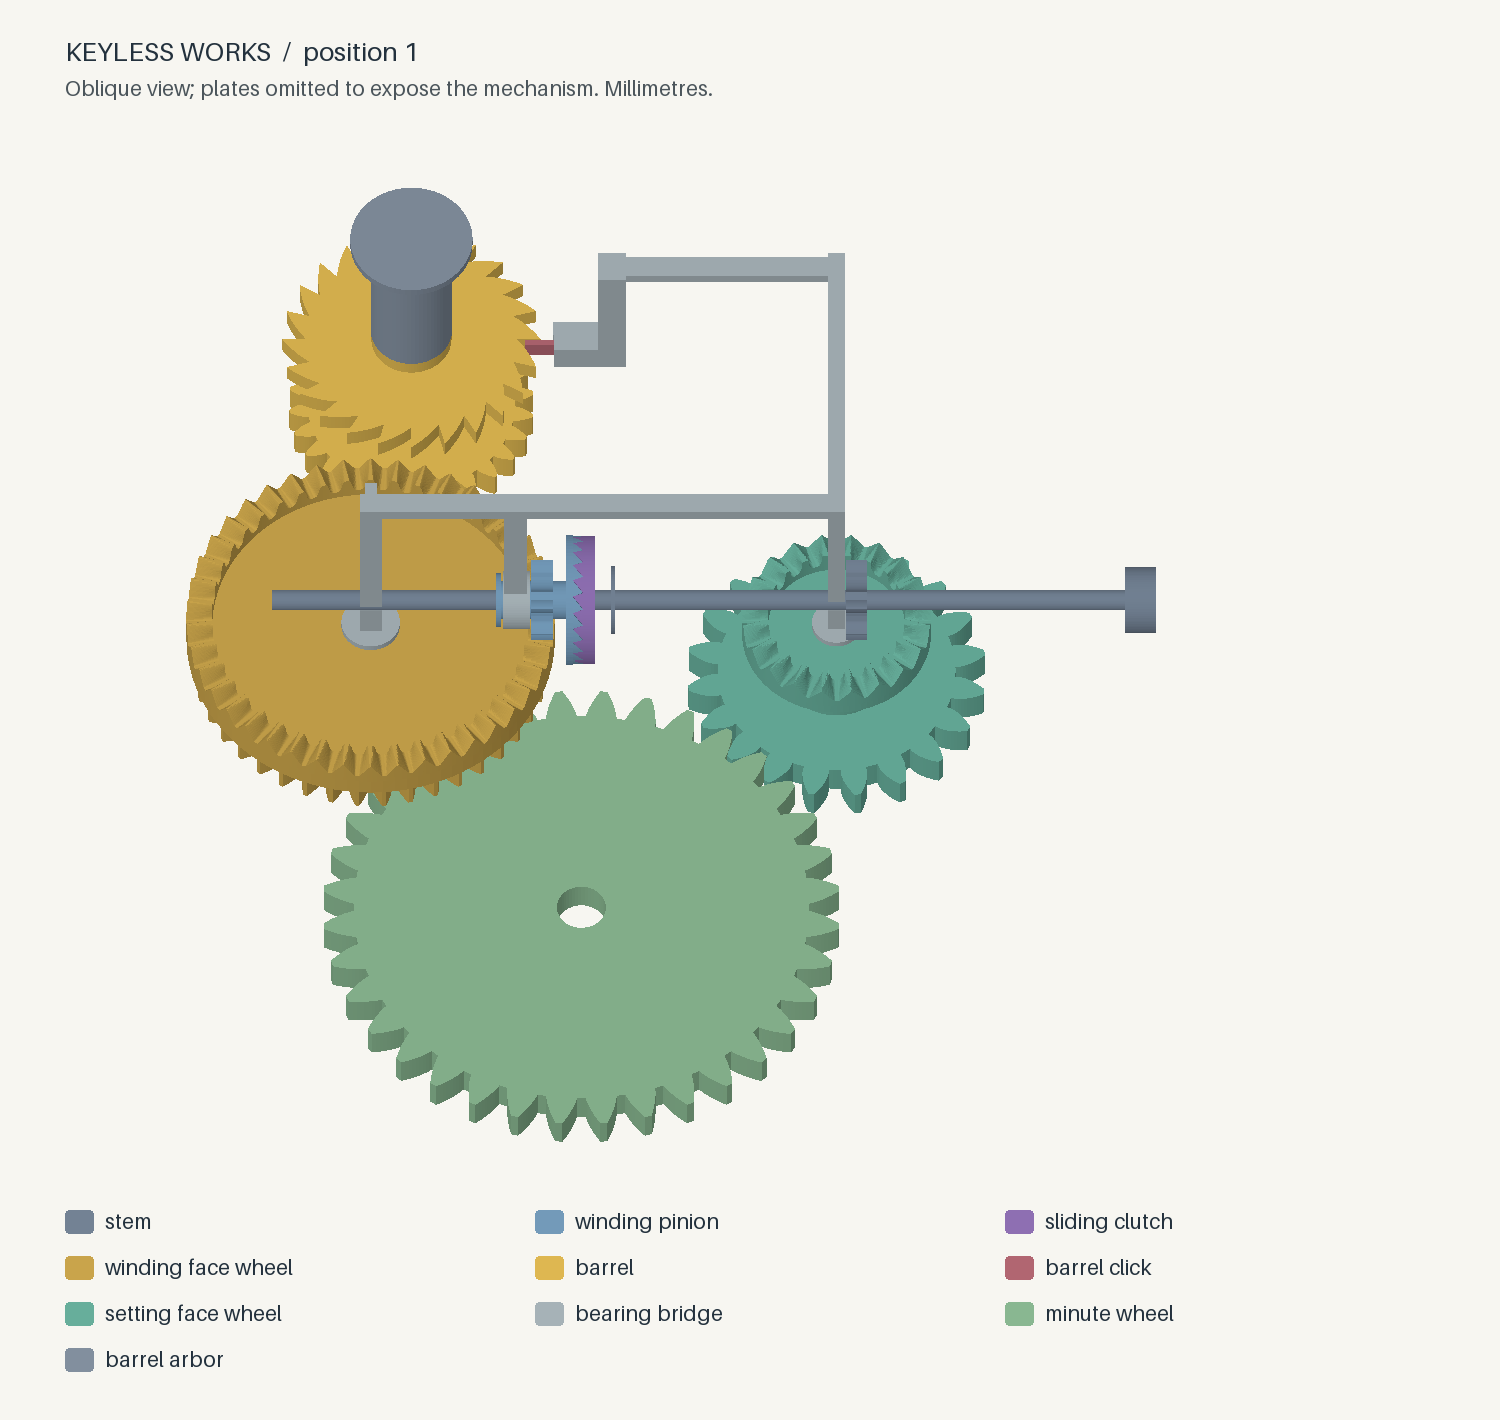 KEYLESS WORKS / position 1
Oblique view; plates omitted to expose the mechanism. Millimetres.
stem
winding pinion
sliding clutch
winding face wheel
barrel
barrel click
setting face wheel
bearing bridge
minute wheel
barrel arbor